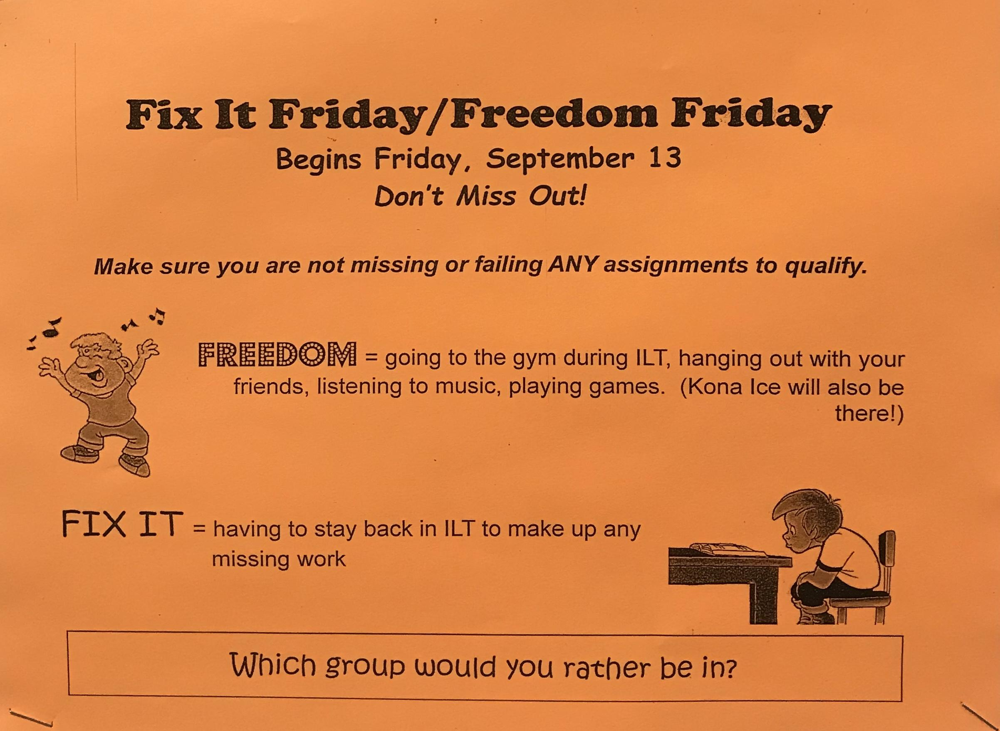 Fix It Friday/Freedom Friday
Begins Friday, September 13
Don't Miss Out!
Make sure you are not missing or failing ANY assignments to qualify.
FREEDOM = going to the gym during ILT, hanging out with your
friends, listening to music, playing games. (Kona Ice will also be
there!)
FIX IT = having to stay back in ILT to make up any
missing work
Which group would you rather be in?